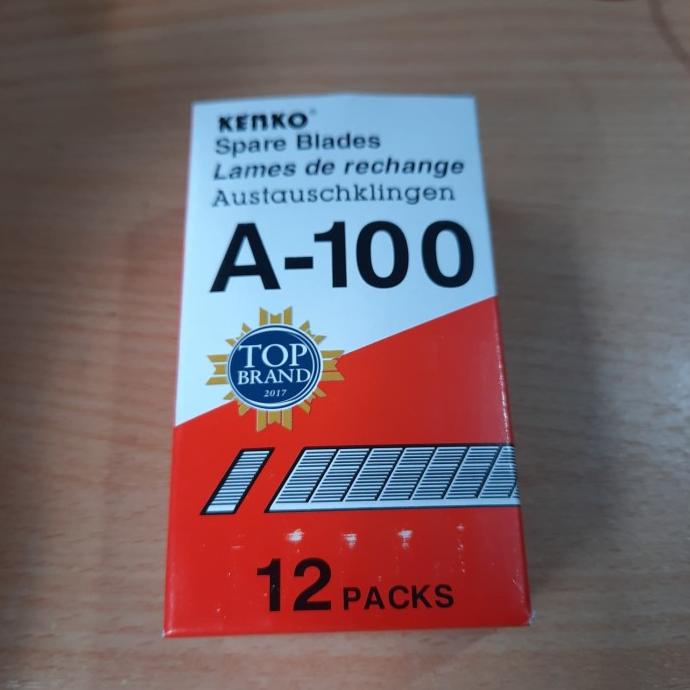 KENKO®
Spare Blades
Lames de rechange
Austauschklingen
A-100
TOP
BRAND
2017
12 PACKS